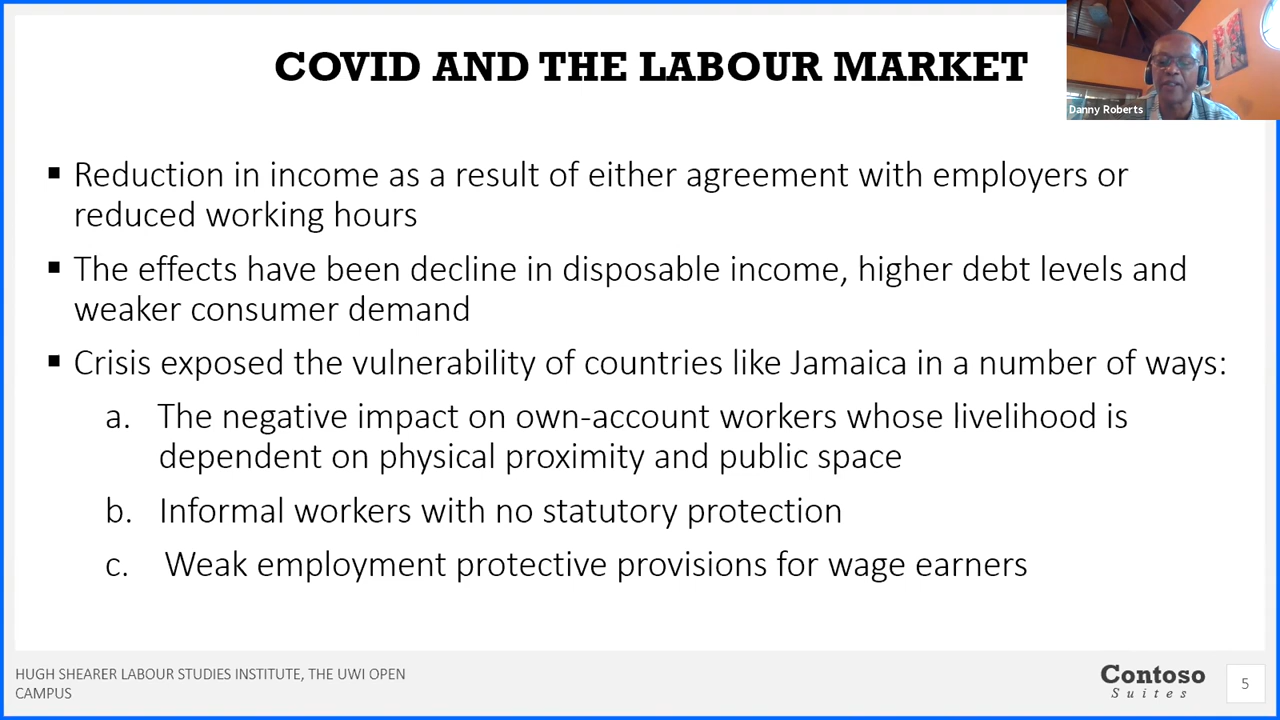 COVID AND THE LABOUR MARKET
Danny Roberts
▪ Reduction in income as a result of either agreement with employers or
reduced working hours
▪ The effects have been decline in disposable income, higher debt levels and
weaker consumer demand
▪ Crisis exposed the vulnerability of countries like Jamaica in a number of ways:
a. The negative impact on own-account workers whose livelihood is
dependent on physical proximity and public space
b. Informal workers with no statutory protection
c. Weak employment protective provisions for wage earners
HUGH SHEARER LABOUR STUDIES INSTITUTE, THE UWI OPEN
CAMPUS
Contoso
Suites
5